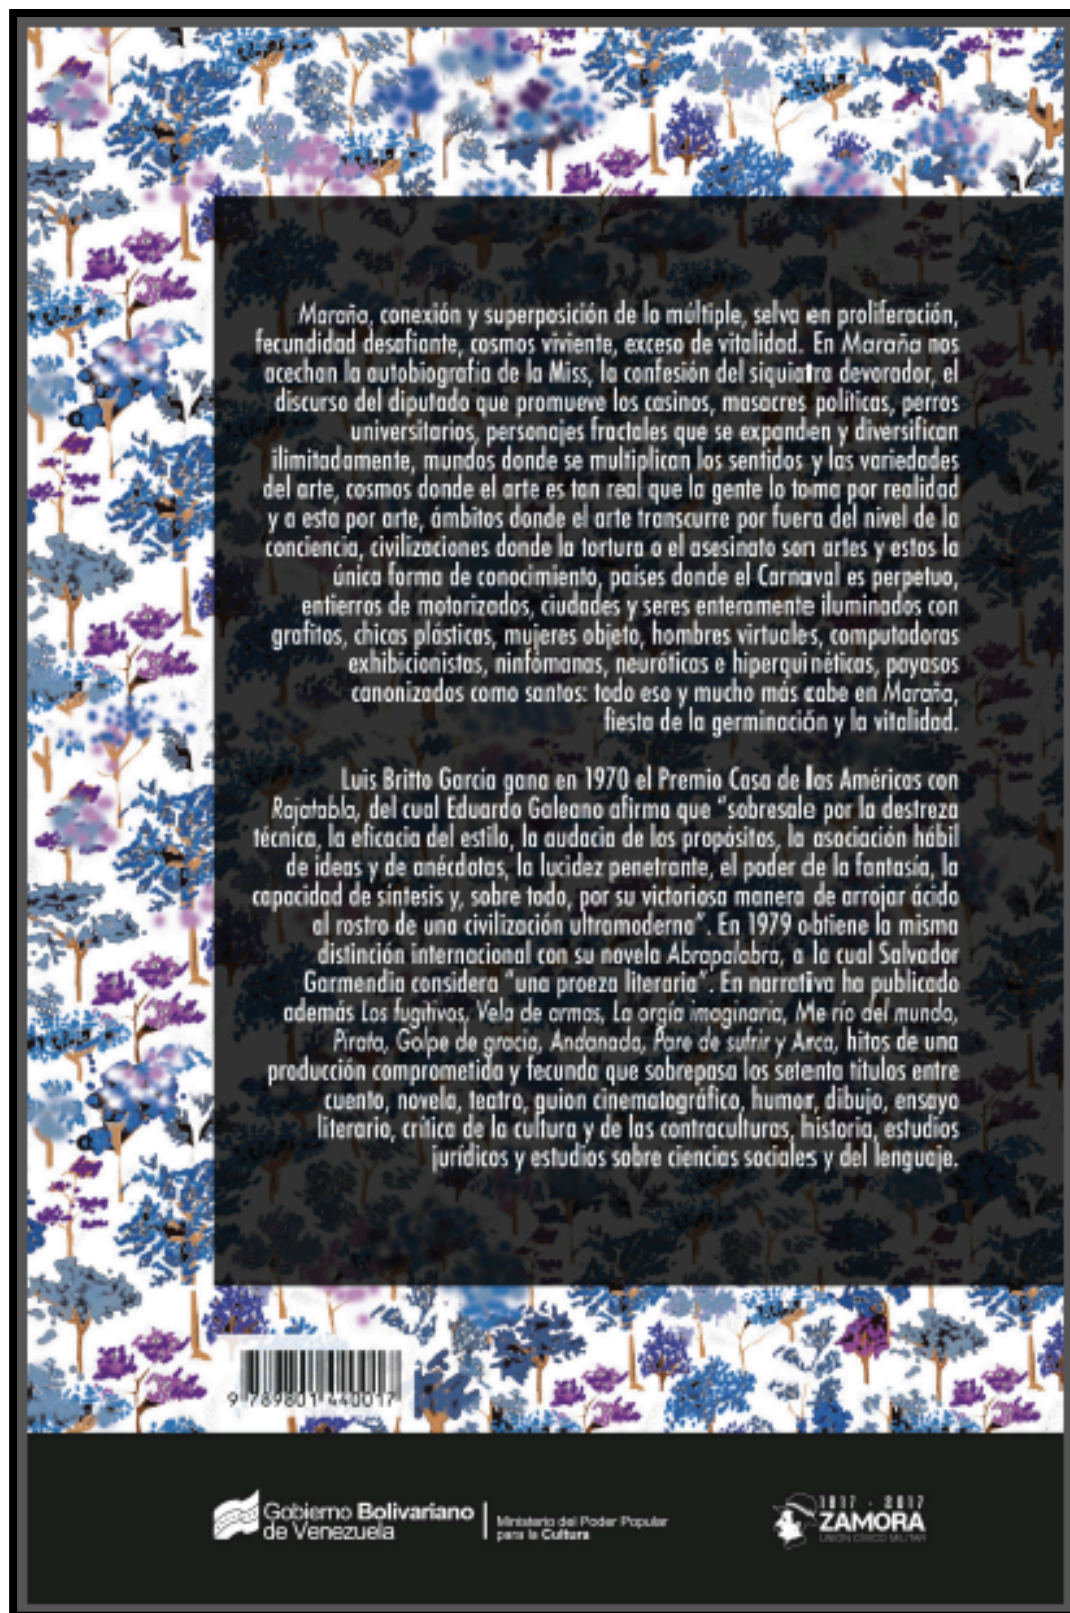 Maraña, conexión y superposición de lo múltiple, selva en proliferación,
fecundidad desafiante, cosmos viviente, exceso de vitalidad. En Maraña nos
acechan la autobiografía de la Miss, la confesión del siquiatra devorador, el
discurso del diputado que promueve los casinos, masacres políticas, perros
universitarios, personajes fractales que se expanden y diversifican
ilimitadamente, mundos donde se multiplican los sentidos y las variedades
del arte, cosmos donde el arte es tan real que la gente lo toma por realidad
y a esta por arte, ámbitos donde el arte transcurre por fuera del nivel de la
conciencia, civilizaciones donde la tortura o el asesinato son artes y estos la
única forma de conocimiento, países donde el Carnaval es perpetuo,
entierros de motorizados, ciudades y seres enteramente iluminados con
grafitos, chicas plásticas, mujeres objeto, hombres virtuales, computadoras
exhibicionistas, ninfómanas, neuróticas e hiperquinéticas, payasos
canonizados como santos: todo eso y mucho más cabe en Maraña,
fiesta de la germinación y la vitalidad.
Luis Britto García gana en 1970 el Premio Casa de las Américas con
Rajatabla, del cual Eduardo Galeano afirma que "sobresale por la destreza
técnica, la eficacia del estilo, la audacia de los propósitos, la asociación hábil
de ideas y de anécdotas, la lucidez penetrante, el poder de la fantasía, la
capacidad de síntesis y, sobre todo, por su victoriosa manera de arrojar ácido
al rostro de una civilización ultramoderna". En 1979 obtiene la misma
distinción internacional con su novela Abrapalabra, a la cual Salvador
Garmendia considera "una proeza literaria". En narrativa ha publicado
además Los fugitivos, Vela de armas, La orgía imaginaria, Me río del mundo,
Pirata, Golpe de gracia, Andanada, Pare de sufrir y Arca, hitos de una
producción comprometida y fecunda que sobrepasa los setenta títulos entre
cuento, novela, teatro, guion cinematográfico, humor, dibujo, ensayo
literario, crítica de la cultura y de las contraculturas, historia, estudios
jurídicos y estudios sobre ciencias sociales y del lenguaje.
9 789801 440017
Gobierno Bolivariano
de Venezuela
Ministerio del Poder Popular
para la Cultura
1817 - 2017
ZAMORA
UNIÓN CÍVICO MILITAR